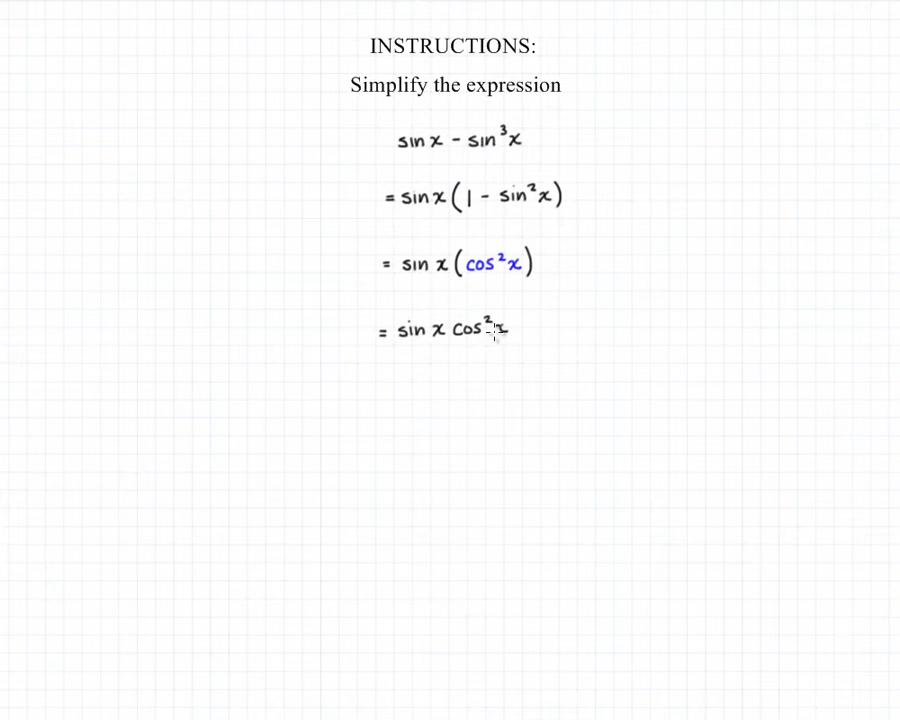 INSTRUCTIONS:
Simplify the expression
sin x - sin³x
= sin x (1 - sin²x)
= sin x (cos²x)
= sin x cos²x